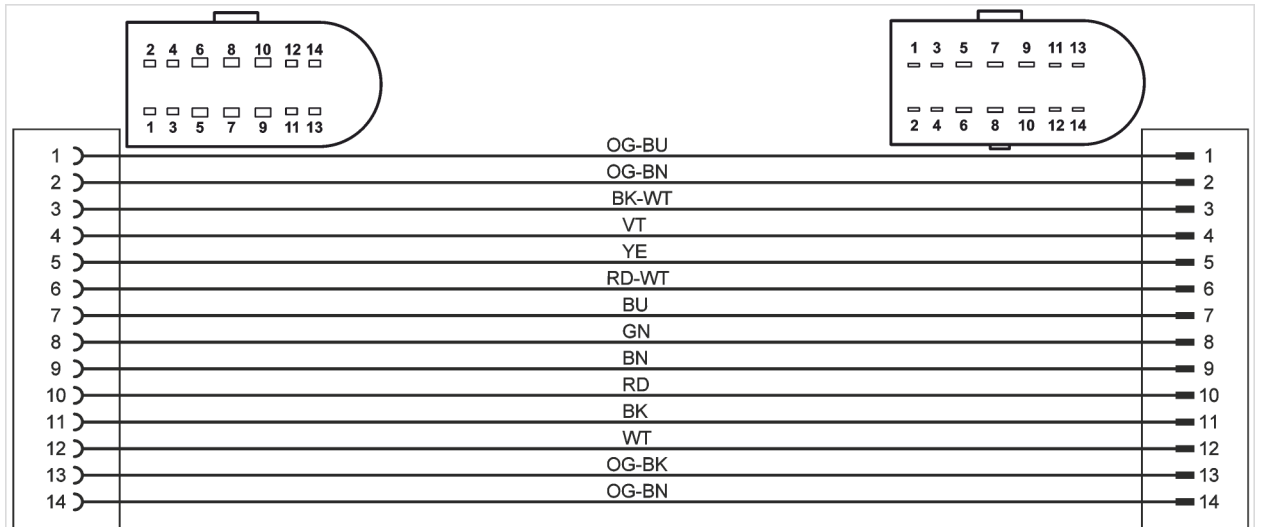 2 4 6 8 10 12 14
1 3 5 7 9 11 13
1 3 5 7 9 11 13
2 4 6 8 10 12 14
1 OG-BU 1
2 OG-BN 2
3 BK-WT 3
4 VT 4
5 YE 5
6 RD-WT 6
7 BU 7
8 GN 8
9 BN 9
10 RD 10
11 BK 11
12 WT 12
13 OG-BK 13
14 OG-BN 14